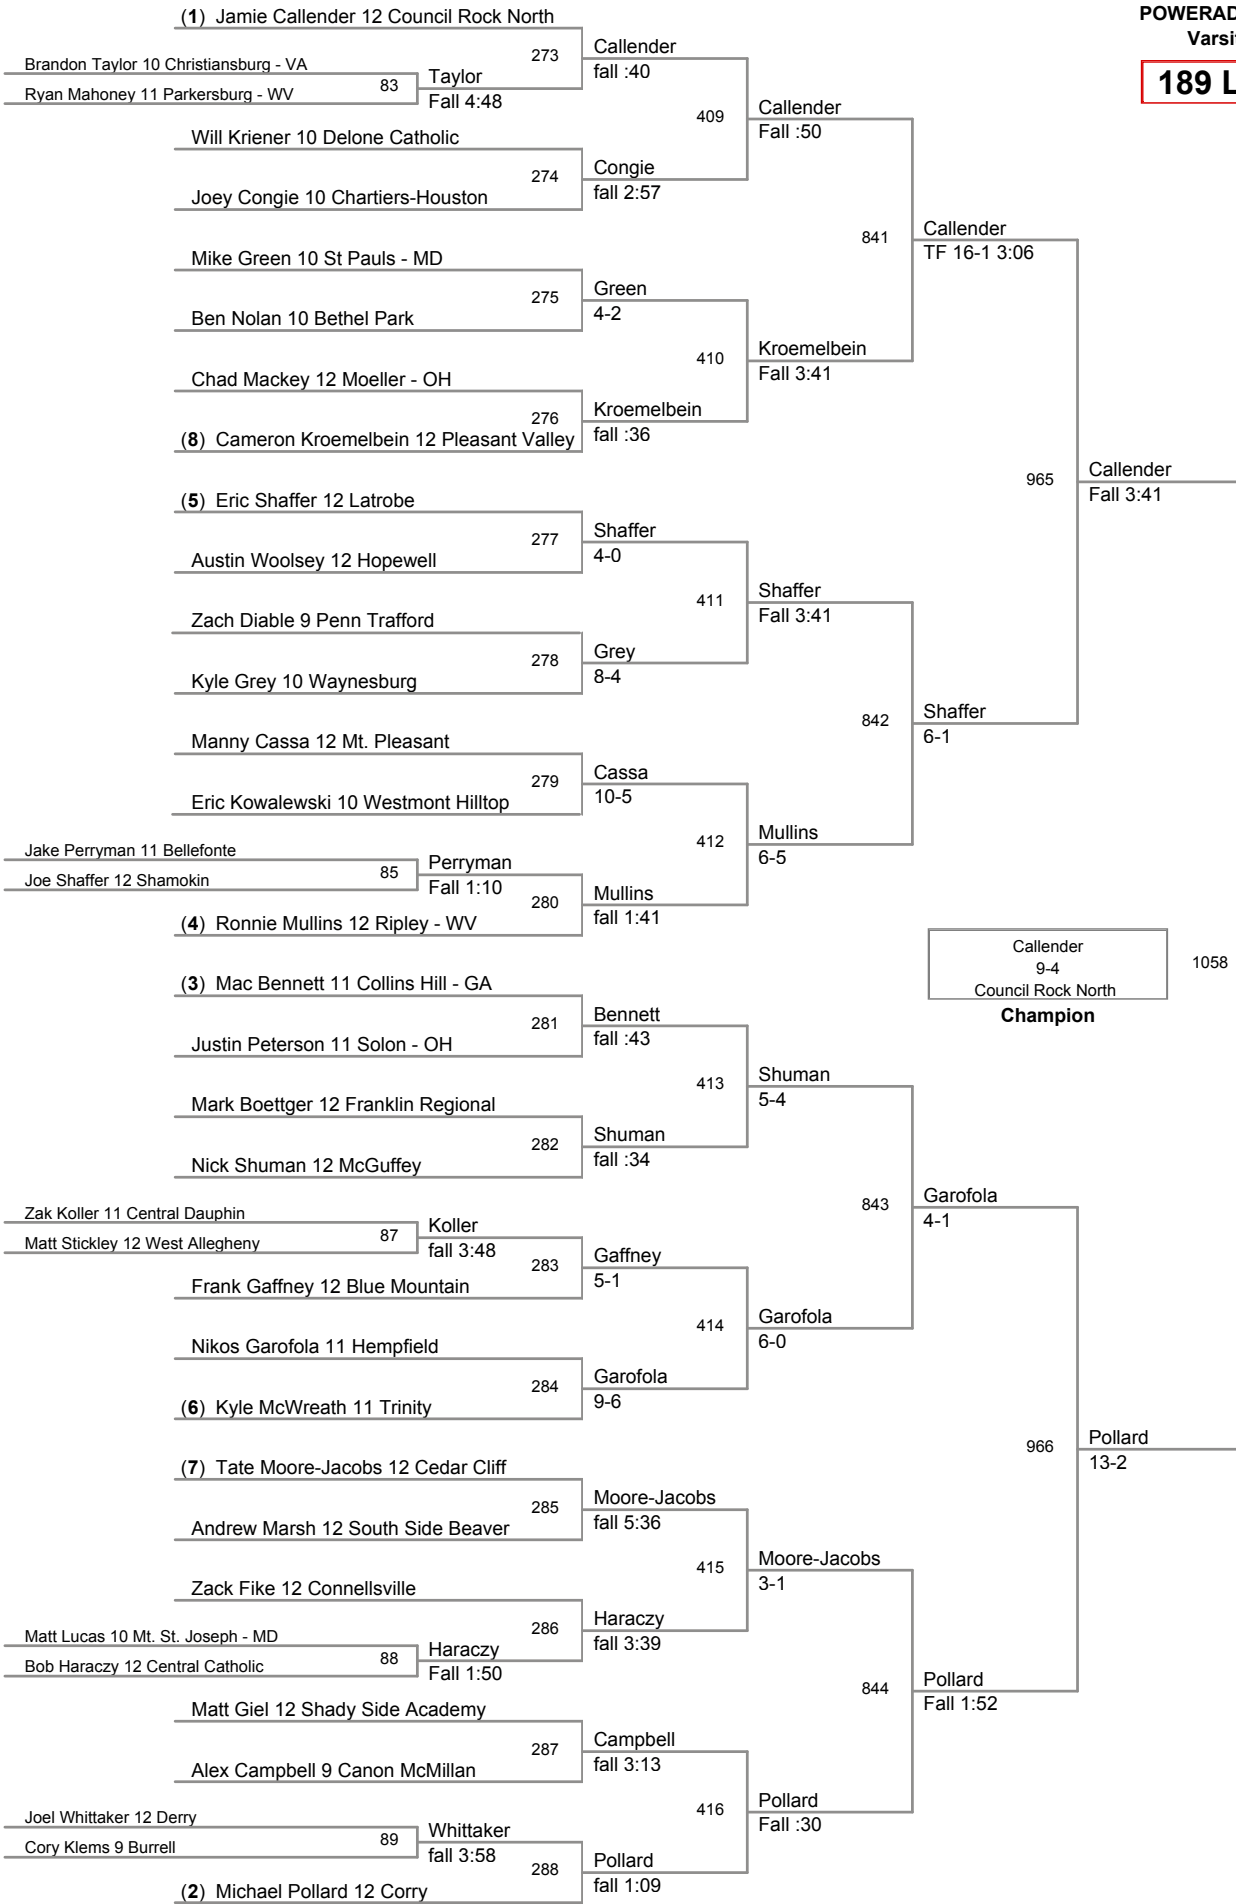 (1) Jamie Callender 12 Council Rock North
POWERAD
Varsi
189 L
273
Callender
fall :40
Brandon Taylor 10 Christiansburg - VA
83
Ryan Mahoney 11 Parkersburg - WV
Taylor
Fall 4:48
409
Callender
Fall :50
Will Kriener 10 Delone Catholic
274
Joey Congie 10 Chartiers-Houston
Congie
fall 2:57
841
Callender
TF 16-1 3:06
Mike Green 10 St Pauls - MD
275
Ben Nolan 10 Bethel Park
Green
4-2
410
Kroemelbein
Fall 3:41
Chad Mackey 12 Moeller - OH
276
(8) Cameron Kroemelbein 12 Pleasant Valley
Kroemelbein
fall :36
965
Callender
Fall 3:41
(5) Eric Shaffer 12 Latrobe
277
Austin Woolsey 12 Hopewell
Shaffer
4-0
411
Shaffer
Fall 3:41
Zach Diable 9 Penn Trafford
278
Kyle Grey 10 Waynesburg
Grey
8-4
842
Shaffer
6-1
Manny Cassa 12 Mt. Pleasant
279
Eric Kowalewski 10 Westmont Hilltop
Cassa
10-5
412
Mullins
6-5
Jake Perryman 11 Bellefonte
85
Joe Shaffer 12 Shamokin
Perryman
Fall 1:10
280
(4) Ronnie Mullins 12 Ripley - WV
Mullins
fall 1:41
Callender
9-4
Council Rock North
1058
Champion
(3) Mac Bennett 11 Collins Hill - GA
281
Justin Peterson 11 Solon - OH
Bennett
fall :43
413
Shuman
5-4
Mark Boettger 12 Franklin Regional
282
Nick Shuman 12 McGuffey
Shuman
fall :34
843
Garofola
4-1
Zak Koller 11 Central Dauphin
87
Matt Stickley 12 West Allegheny
Koller
fall 3:48
283
Frank Gaffney 12 Blue Mountain
Gaffney
5-1
414
Garofola
6-0
Nikos Garofola 11 Hempfield
284
(6) Kyle McWreath 11 Trinity
Garofola
9-6
966
Pollard
13-2
(7) Tate Moore-Jacobs 12 Cedar Cliff
285
Andrew Marsh 12 South Side Beaver
Moore-Jacobs
fall 5:36
415
Moore-Jacobs
3-1
Zack Fike 12 Connellsville
286
Haraczy
fall 3:39
Matt Lucas 10 Mt. St. Joseph - MD
88
Bob Haraczy 12 Central Catholic
Haraczy
Fall 1:50
844
Pollard
Fall 1:52
Matt Giel 12 Shady Side Academy
287
Alex Campbell 9 Canon McMillan
Campbell
fall 3:13
416
Pollard
Fall :30
Joel Whittaker 12 Derry
89
Cory Klems 9 Burrell
Whittaker
fall 3:58
288
(2) Michael Pollard 12 Corry
Pollard
fall 1:09